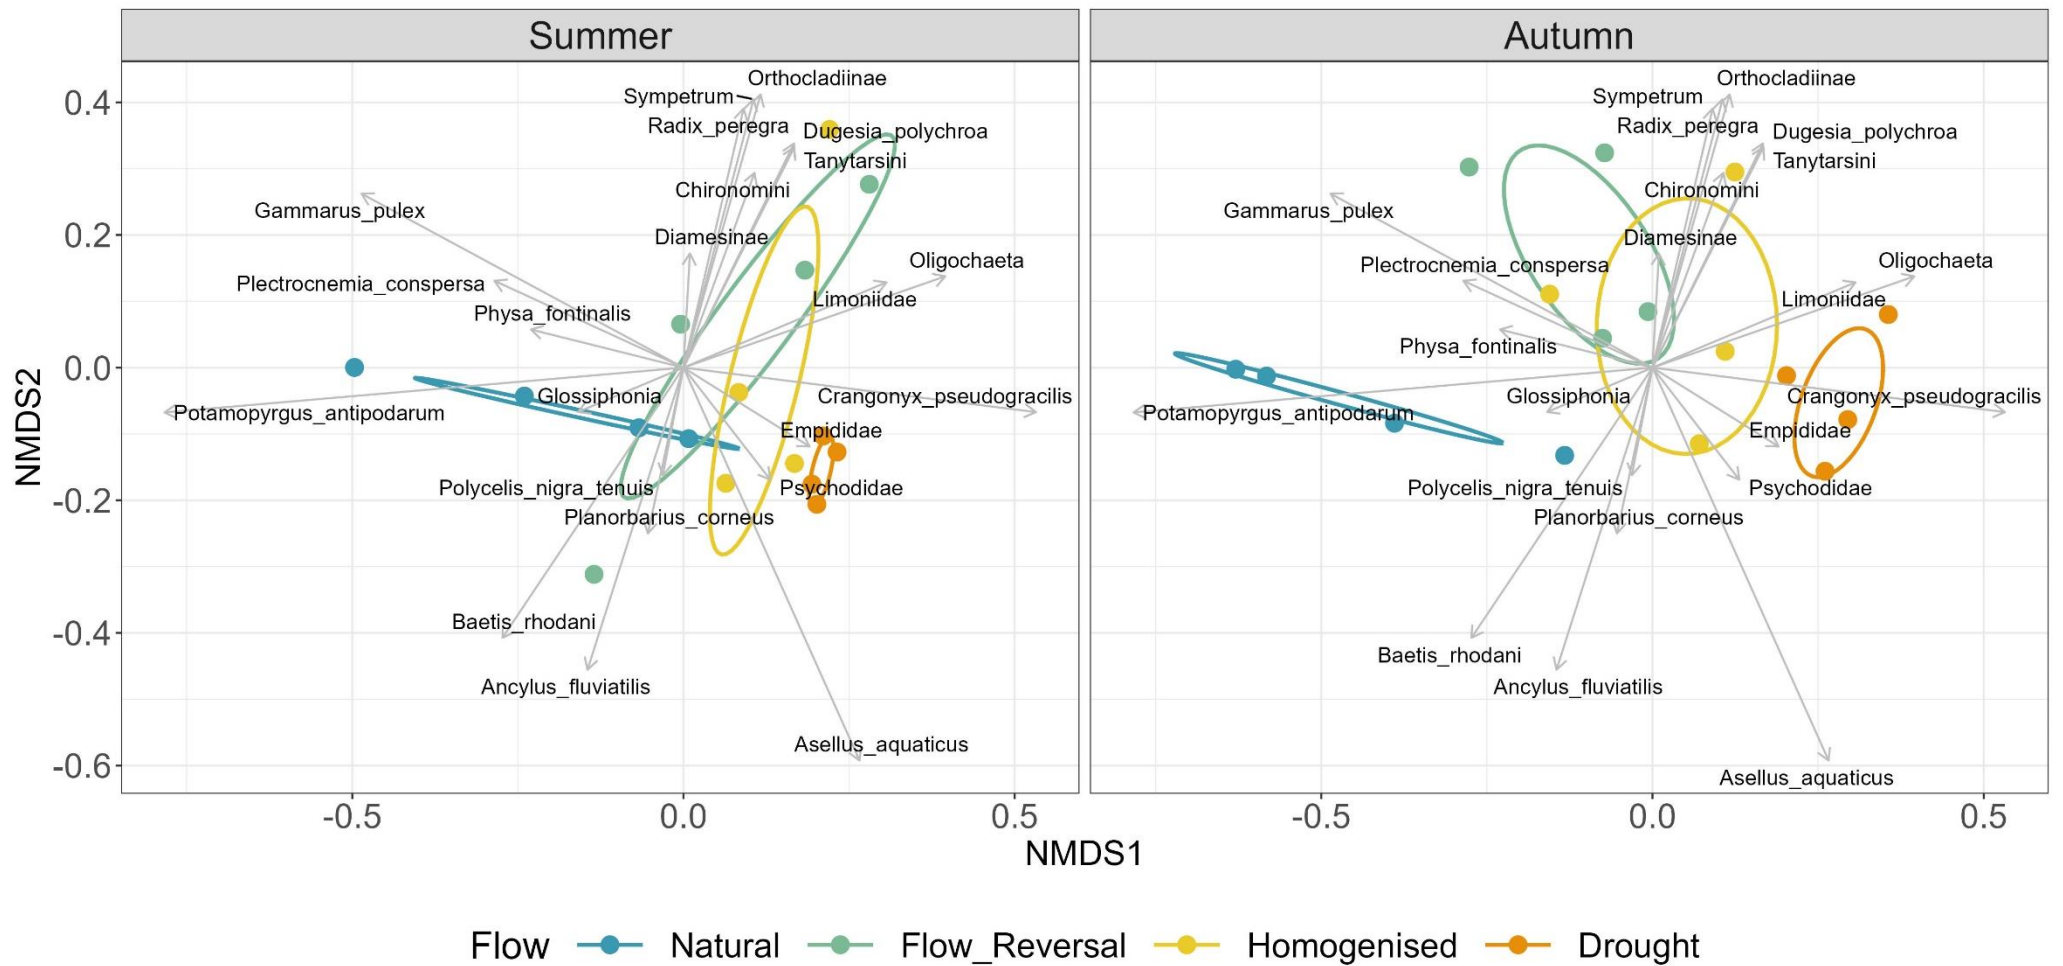 Summer
Autumn
Orthocladiinae
Sympetrum
Radix_peregra
Dugesia_polychroa
Tanytarsini
Chironomini
Gammarus_pulex
Diamesinae
Oligochaeta
Plectrocnemia_conspersa
Limoniidae
Physa_fontinalis
Glossiphonia
Crangonyx_pseudogracilis
Potamopyrgus_antipodarum
Empididae
Polycelis_nigra_tenuis
Psychodidae
Planorbarius_corneus
Baetis_rhodani
Ancylus_fluviatilis
Asellus_aquaticus
Orthocladiinae
Sympetrum
Radix_peregra
Dugesia_polychroa
Tanytarsini
Chironomini
Gammarus_pulex
Diamesinae
Oligochaeta
Plectrocnemia_conspersa
Limoniidae
Physa_fontinalis
Glossiphonia
Crangonyx_pseudogracilis
Potamopyrgus_antipodarum
Empididae
Polycelis_nigra_tenuis
Psychodidae
Planorbarius_corneus
Baetis_rhodani
Ancylus_fluviatilis
Asellus_aquaticus
0.4
0.2
0.0
-0.2
-0.4
-0.6
NMDS2
-0.5 0.0 0.5
-0.5 0.0 0.5
NMDS1
Flow Natural Flow_Reversal Homogenised Drought